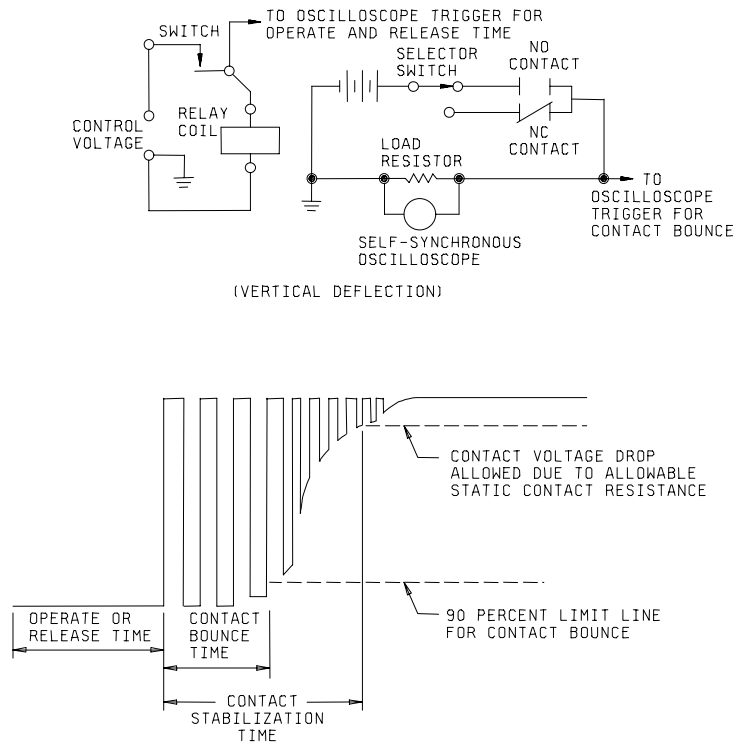 TO OSCILLOSCOPE TRIGGER FOR
OPERATE AND RELEASE TIME
SWITCH
SELECTOR
SWITCH
NO
CONTACT
RELAY
COIL
CONTROL
VOLTAGE
LOAD
RESISTOR
NC
CONTACT
TO
OSCILLOSCOPE
TRIGGER FOR
CONTACT BOUNCE
SELF-SYNCHRONOUS
OSCILLOSCOPE
(VERTICAL DEFLECTION)
CONTACT VOLTAGE DROP
ALLOWED DUE TO ALLOWABLE
STATIC CONTACT RESISTANCE
90 PERCENT LIMIT LINE
FOR CONTACT BOUNCE
OPERATE OR
RELEASE TIME
CONTACT
BOUNCE
TIME
CONTACT
STABILIZATION
TIME